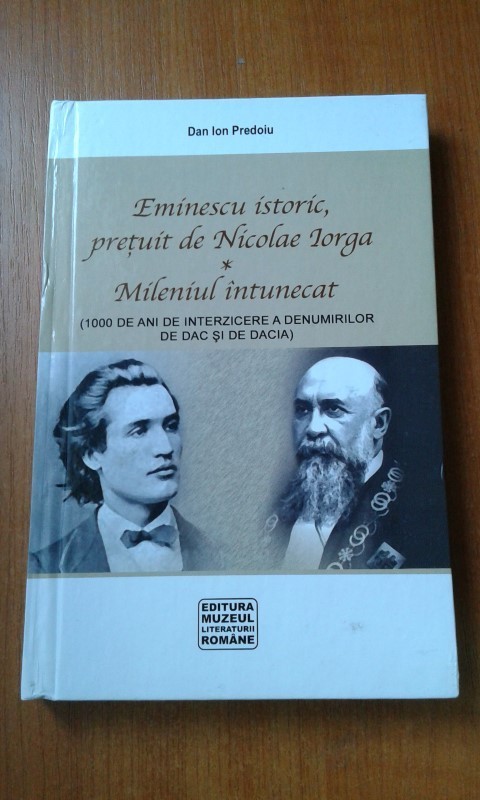 Dan Ion Predoiu
Eminescu istoric,
prețuit de Nicolae Iorga
*
Mileniul întunecat
(1000 DE ANI DE INTERZICERE A DENUMIRILOR
DE DAC ȘI DE DACIA)
EDITURA
MUZEUL
LITERATURII
ROMÂNE